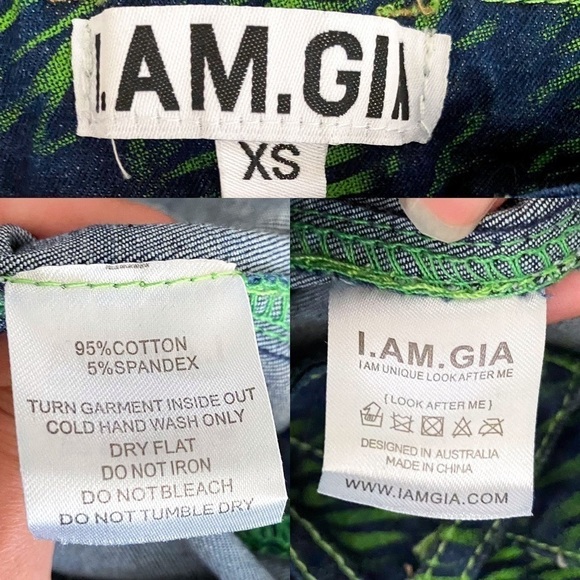 I.AM.GIA
XS
95%COTTON
5%SPANDEX
TURN GARMENT INSIDE OUT
COLD HAND WASH ONLY
DRY FLAT
DO NOT IRON
DO NOTBLEACH
DO NOT TUMBLE DRY
I.AM.GIA
I AM UNIQUE LOOK AFTER ME
{ LOOK AFTER ME }
DESIGNED IN AUSTRALIA
MADE IN CHINA
WWW.IAMGIA.COM